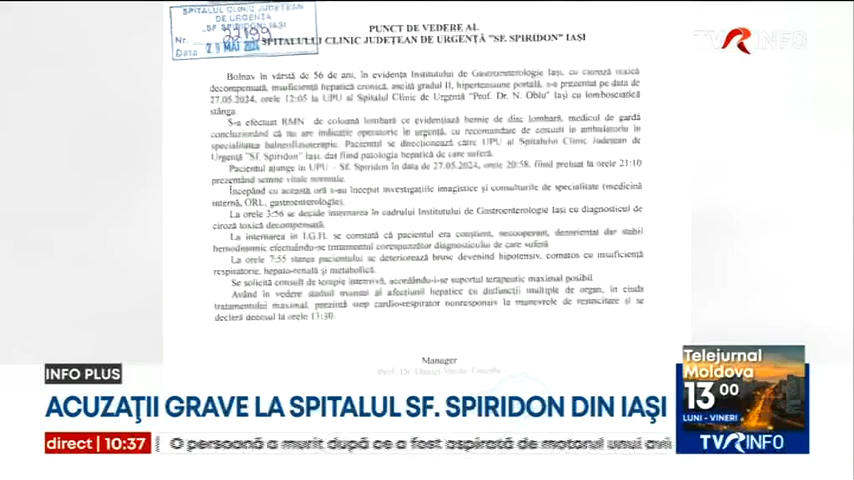 SPITALUL CLINIC JUDEȚEAN
DE URGENȚĂ
"SF SPIRIDON" IAȘI
Nr. 22199
Data 29 MAI 2024
PUNCT DE VEDERE AL
SPITALULUI CLINIC JUDEȚEAN DE URGENȚĂ "SF. SPIRIDON" IAȘI
TVR INFO
Bolnav în vârstă de 56 de ani, în evidența Institutului de Gastroenterologie Iași, cu ciroză toxică
decompensată, insuficiență hepatică cronică, ascită gradul II, hipertensiune portală, s-a prezentat pe data de
27.05.2024, orele 12:05 la UPU al Spitalul Clinic de Urgență "Prof. Dr. N. Oblu" Iași cu lombosciatică
stânga.
S-a efectuat RMN de coloană lombară ce evidențiază hernie de disc lombară, medicul de gardă
concluzionând că nu are indicație operatorie în urgență, cu recomandare de consult în ambulatoriu în
specialitatea balneofizioterapie. Pacientul se direcționează către UPU al Spitalului Clinic Județean de
Urgență "Sf. Spiridon" Iași, dat fiind patologia hepatică de care suferă.
Pacientul ajunge în UPU – Sf. Spiridon în data de 27.05.2024, orele 20:58, fiind preluat la orele 21:10
prezentând semne vitale normale.
Începând cu această oră s-au început investigațiile imagistice și consulturile de specialitate (medicină
internă, ORL, gastroenterologie).
La orele 3:56 se decide internarea în cadrului Institutului de Gastroenterologie Iași cu diagnosticul de
ciroză toxică decompensată.
La internarea în I.G.H. se constată că pacientul era conștient, necooperant, dezorientat dar stabil
hemodinamic efectuându-se tratamentul corespunzător diagnosticului de care suferă
La orele 7:55 starea pacientului se deteriorează brusc devenind hipotensiv, comatos cu insuficiență
respiratorie, hepato-renală și metabolică.
Se solicită consult de terapie intensivă, acordându-i-se suportul terapeutic maximal posibil.
Având în vedere stadiul avansat al afecțiunii hepatice cu disfuncții multiple de organ, în ciuda
tratamentului maximal, prezintă stop cardio-respirator nonresponsiv la manevrele de resuscitare și se
declară decesul la orele 13:30.
Manager
Prof. Dr.
INFO PLUS
ACUZAŢII GRAVE LA SPITALUL SF. SPIRIDON DIN IAŞI
direct | 10:37
O persoană a murit după ce a fost aspirată de motorul unui avi
Telejurnal
Moldova
13 00
LUNI - VINERI
TVR INFO